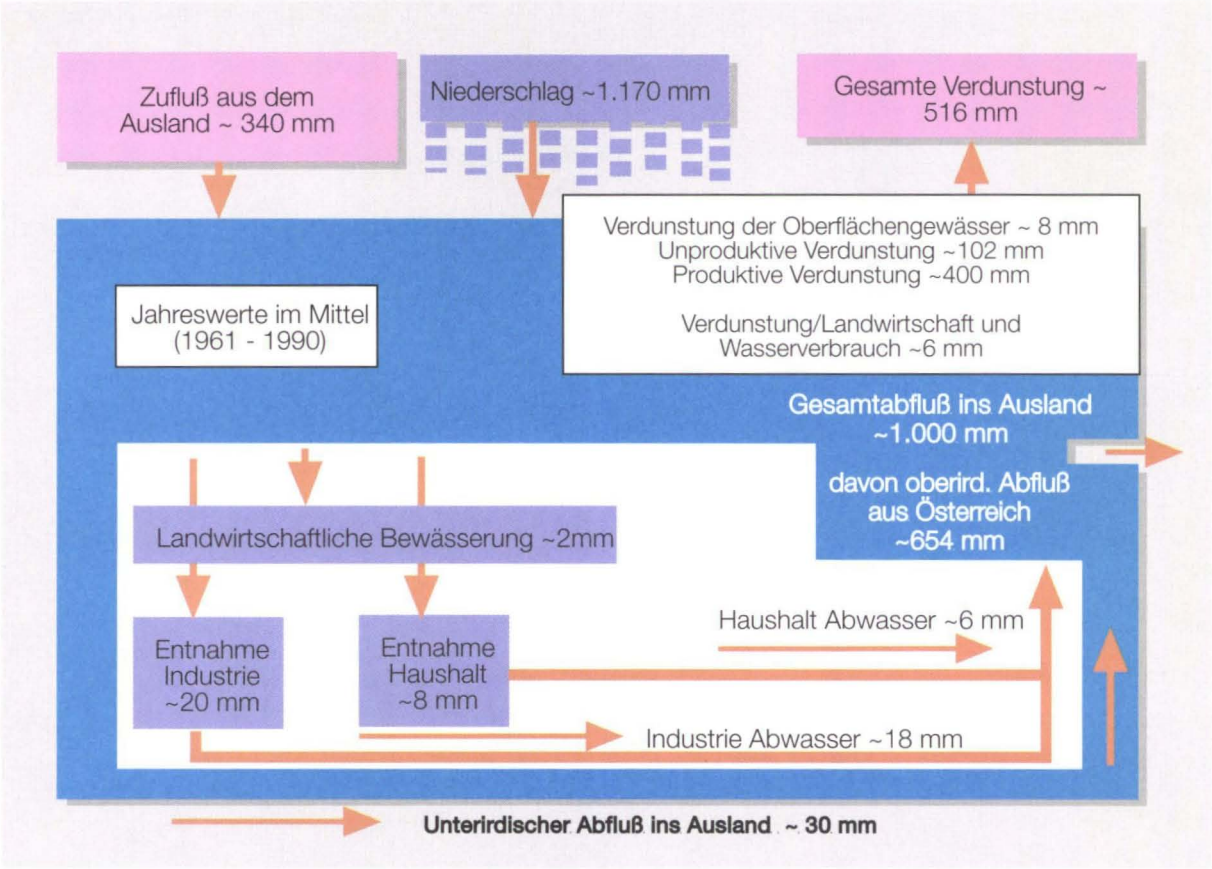 Zufluß aus dem
Ausland ~ 340 mm
Niederschlag ~1.170 mm
Gesamte Verdunstung ~
516 mm
Verdunstung der Oberflächengewässer ~ 8 mm
Unproduktive Verdunstung ~102 mm
Produktive Verdunstung ~400 mm
Verdunstung/Landwirtschaft und
Wasserverbrauch ~6 mm
Jahreswerte im Mittel
(1961 - 1990)
Gesamtabfluß ins Ausland
~1.000 mm
davon oberird. Abfluß
aus Österreich
~654 mm
Landwirtschaftliche Bewässerung ~2mm
Entnahme
Industrie
~20 mm
Entnahme
Haushalt
~8 mm
Haushalt Abwasser ~6 mm
Industrie Abwasser ~18 mm
Unterirdischer Abfluß ins Ausland ~ 30 mm